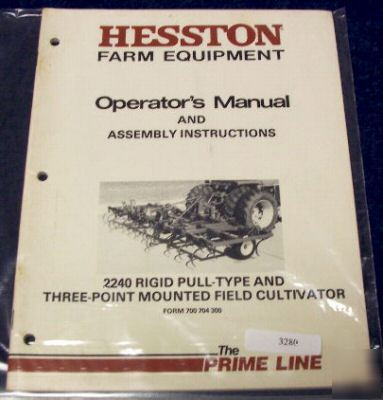 HESSTON
FARM EQUIPMENT
Operator's Manual
AND
ASSEMBLY INSTRUCTIONS
2240 RIGID PULL-TYPE AND
THREE-POINT MOUNTED FIELD CULTIVATOR
FORM 700 704 300
3280
The
PRIME LINE